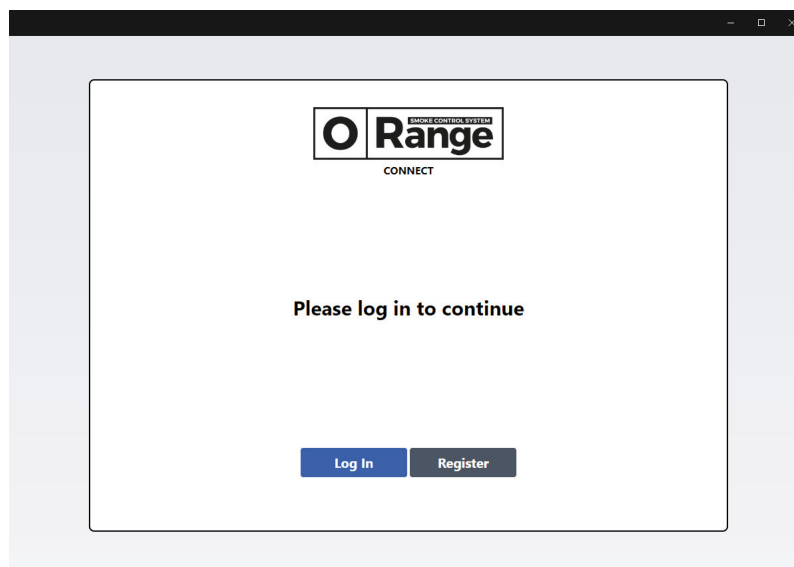 O Range
SMOKE CONTROL SYSTEM
CONNECT
Please log in to continue
Log In
Register